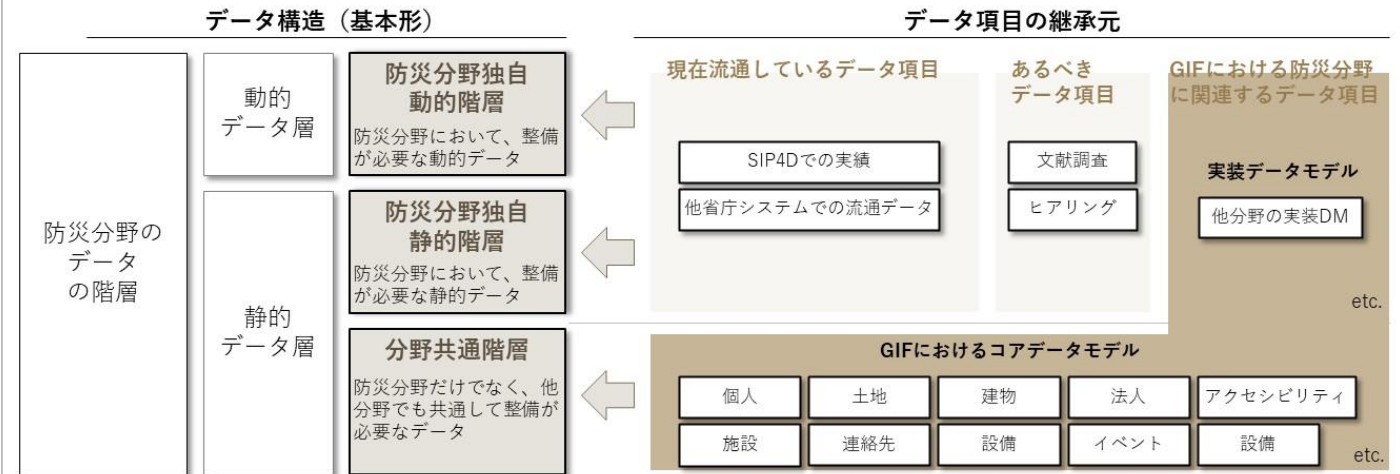 データ構造（基本形）
データ項目の継承元
防災分野の
データ
の階層
動的
データ層
静的
データ層
防災分野独自
動的階層
防災分野において、整備
が必要な動的データ
防災分野独自
静的階層
防災分野において、整備
が必要な静的データ
分野共通階層
防災分野だけでなく、他
分野でも共通して整備が
必要なデータ
現在流通しているデータ項目
SIP4Dでの実績
他省庁システムでの流通データ
あるべき
データ項目
文献調査
ヒアリング
GIFにおける防災分野
に関連するデータ項目
実装データモデル
他分野の実装DM
etc.
GIFにおけるコアデータモデル
個人
土地
建物
法人
アクセシビリティ
施設
連絡先
設備
イベント
設備
etc.